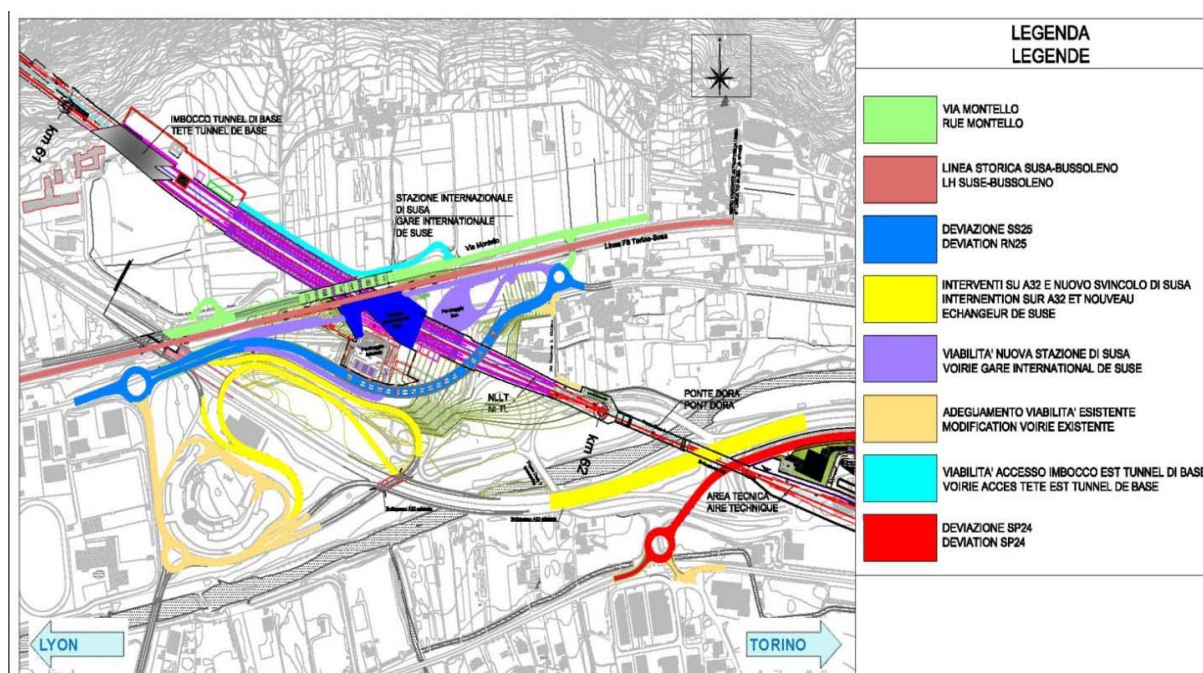 LEGENDA
LEGENDE
VIA MONTELLO
RUE MONTELLO
LINEA STORICA SUSA-BUSSOLENO
LH SUSE-BUSSOLENO
DEVIAZIONE SS25
DEVIATION RN25
INTERVENTI SU A32 E NUOVO SVINCOLO DI SUSA
INTERNENTION SUR A32 ET NOUVEAU
ECHANGEUR DE SUSE
VIABILITA' NUOVA STAZIONE DI SUSA
VOIRIE GARE INTERNATIONAL DE SUSE
ADEGUAMENTO VIABILITA' ESISTENTE
MODIFICATION VOIRIE EXISTENTE
VIABILITA' ACCESSO IMBOCCO EST TUNNEL DI BASE
VOIRIE ACCES TETE EST TUNNEL DE BASE
DEVIAZIONE SP24
DEVIATION SP24
km 61
IMBOCCO TUNNEL DI BASE
TETE TUNNEL DE BASE
STAZIONE INTERNAZIONALE
DI SUSA
GARE INTERNATIONALE
DE SUSE
Via Montello
Linea FS Torino-Susa
NLLT
NLTL
km 62
PONTE DORA
PONT DORA
AREA TECNICA
AIRE TECHNIQUE
LYON
TORINO